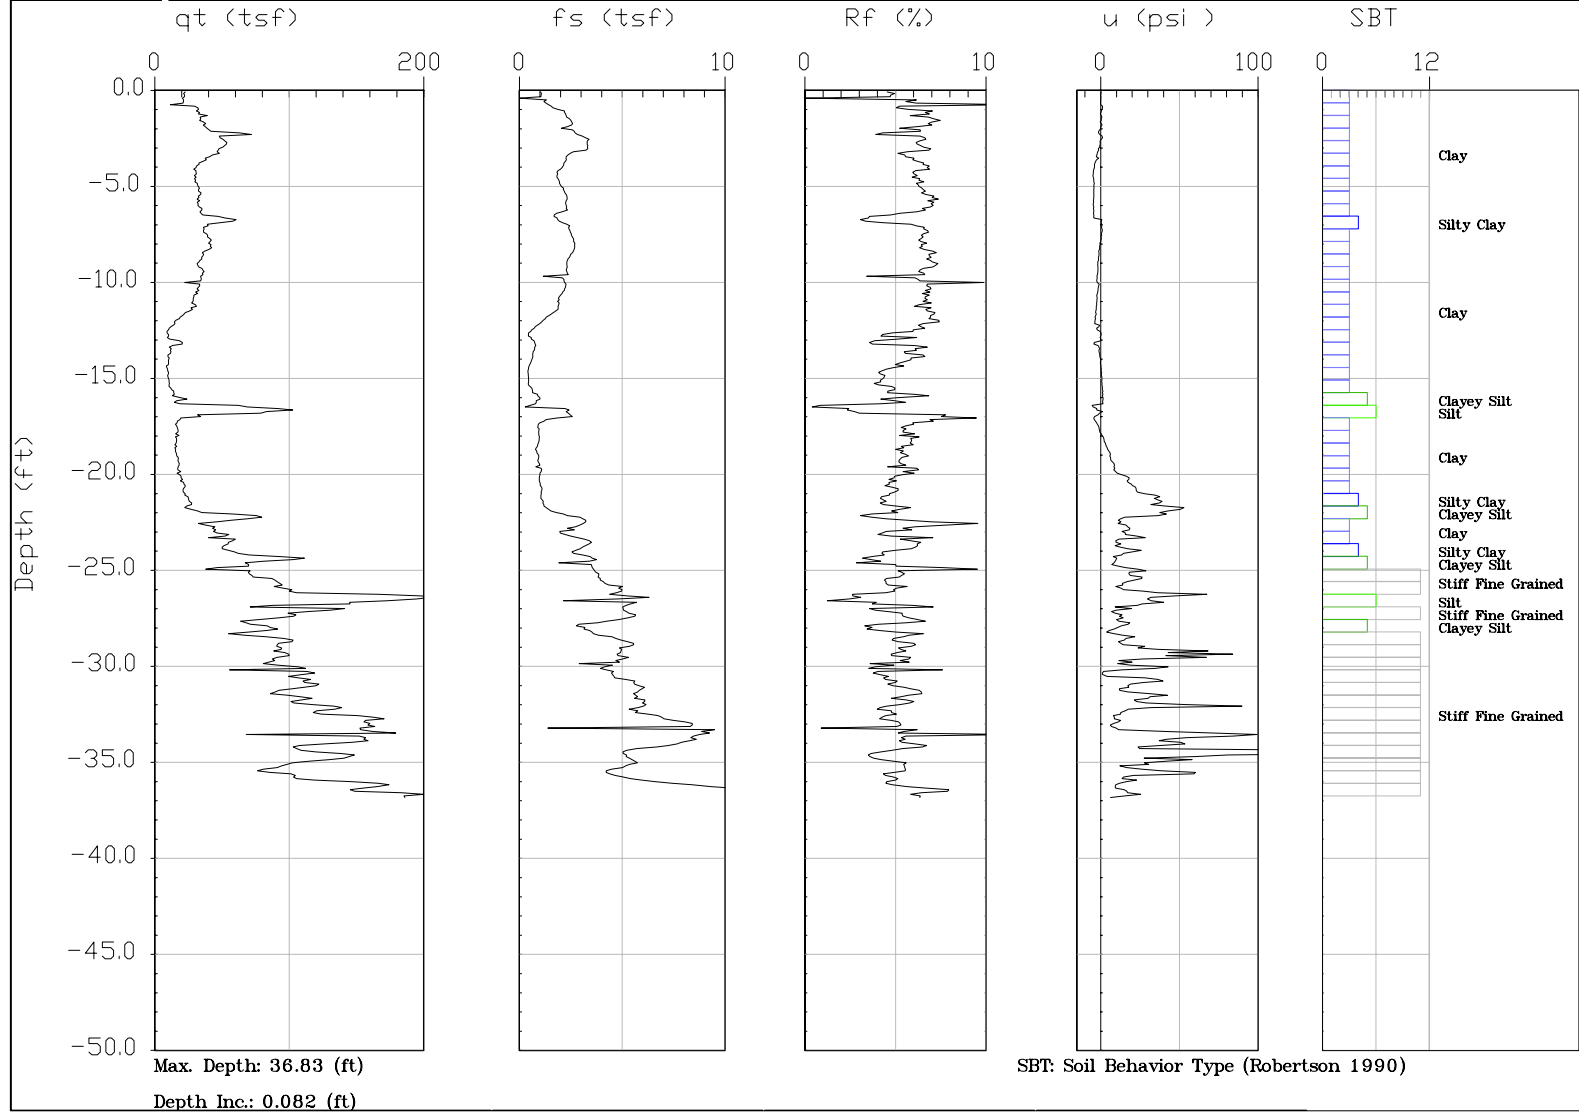 qt (tsf) fs (tsf) Rf (%) u (psi ) SBT
0 200 0 10 0 10 0 100 0 12
0.0
Clay
-5.0
Silty Clay
-10.0
Clay
-15.0
Clayey Silt
Silt
Clay
-20.0
Silty Clay
Clayey Silt
Clay
Silty Clay
Clayey Silt
-25.0
Stiff Fine Grained
Silt
Stiff Fine Grained
Clayey Silt
-30.0
Stiff Fine Grained
-35.0
-40.0
-45.0
-50.0
Depth (ft)
Max. Depth: 36.83 (ft) SBT: Soil Behavior Type (Robertson 1990)
Depth Inc.: 0.082 (ft)